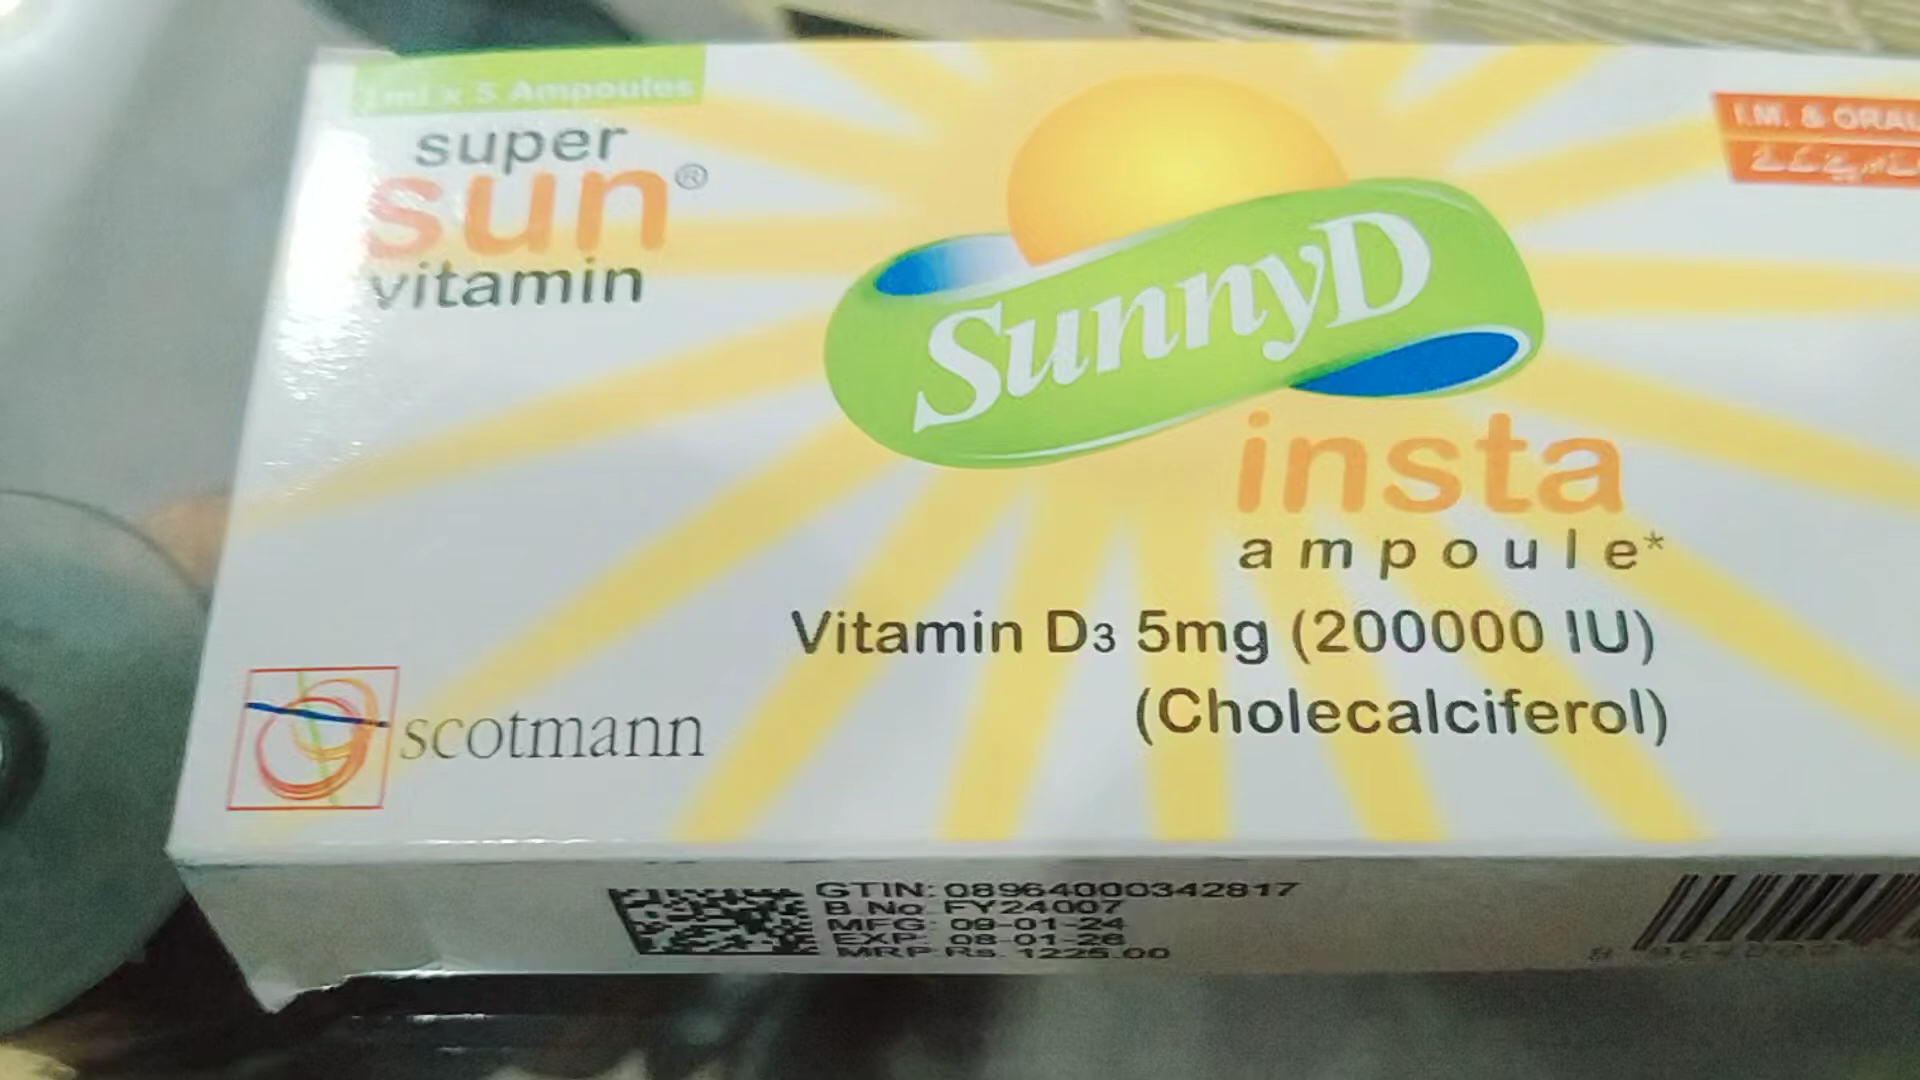 1ml x 5 Ampoules
super
sun®
vitamin
I.M. & ORAL
SunnyD
insta
ampoule*
Vitamin D3 5mg (200000 IU)
(Cholecalciferol)
scotmann
GTIN: 08964000342817
B.No: FY24007
MFG: 09-01-24
EXP: 08-01-26
MRP Rs. 1225.00